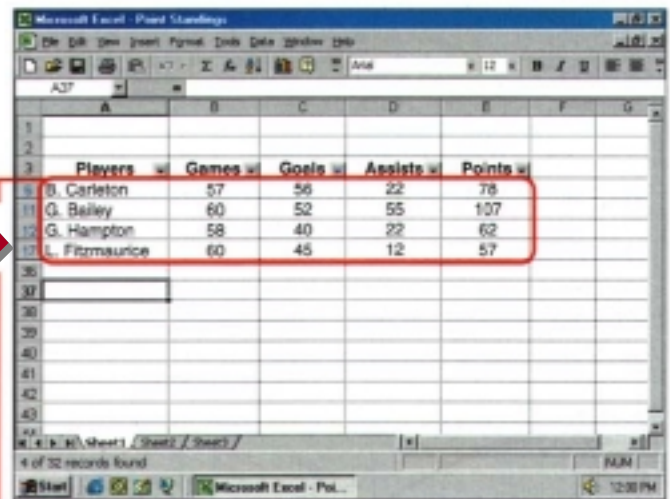 Microsoft Excel - Point Standings
File Edit View Insert Format Tools Data Window Help
Arial 12 B I U
A37 =
A B C D E F G
1
2
3 Players Games Goals Assists Points
B. Carleton 57 56 22 78
11 G. Bailey 60 52 55 107
12 G. Hampton 58 40 22 62
17 L. Fitzmaurice 60 45 12 57
36
37
38
39
40
41
42
43
Sheet1 Sheet2 Sheet3
4 of 32 records found NUM
Start Microsoft Excel - Poi... 12:00 PM